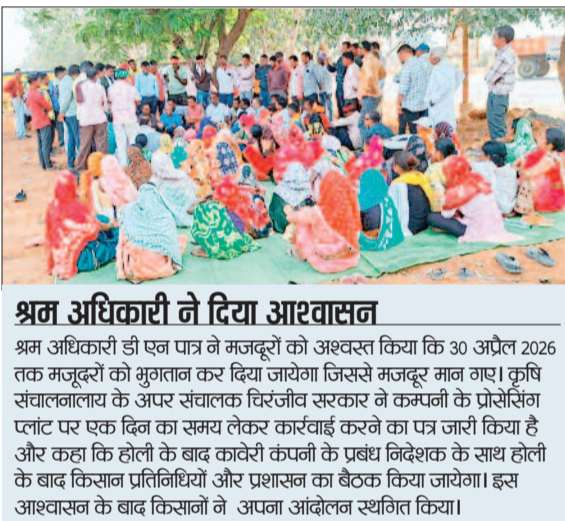 श्रम अधिकारी ने दिया आश्वासन
श्रम अधिकारी डी एन पात्र ने मजदूरों को अश्वस्त किया कि 30 अप्रैल 2026
तक मजूदरों को भुगतान कर दिया जायेगा जिससे मजदूर मान गए। कृषि
संचालनालाय के अपर संचालक चिरंजीव सरकार ने कम्पनी के प्रोसेसिंग
प्लांट पर एक दिन का समय लेकर कार्रवाई करने का पत्र जारी किया है
और कहा कि होली के बाद कावेरी कंपनी के प्रबंध निदेशक के साथ होली
के बाद किसान प्रतिनिधियों और प्रशासन का बैठक किया जायेगा। इस
आश्वासन के बाद किसानों ने अपना आंदोलन स्थगित किया।